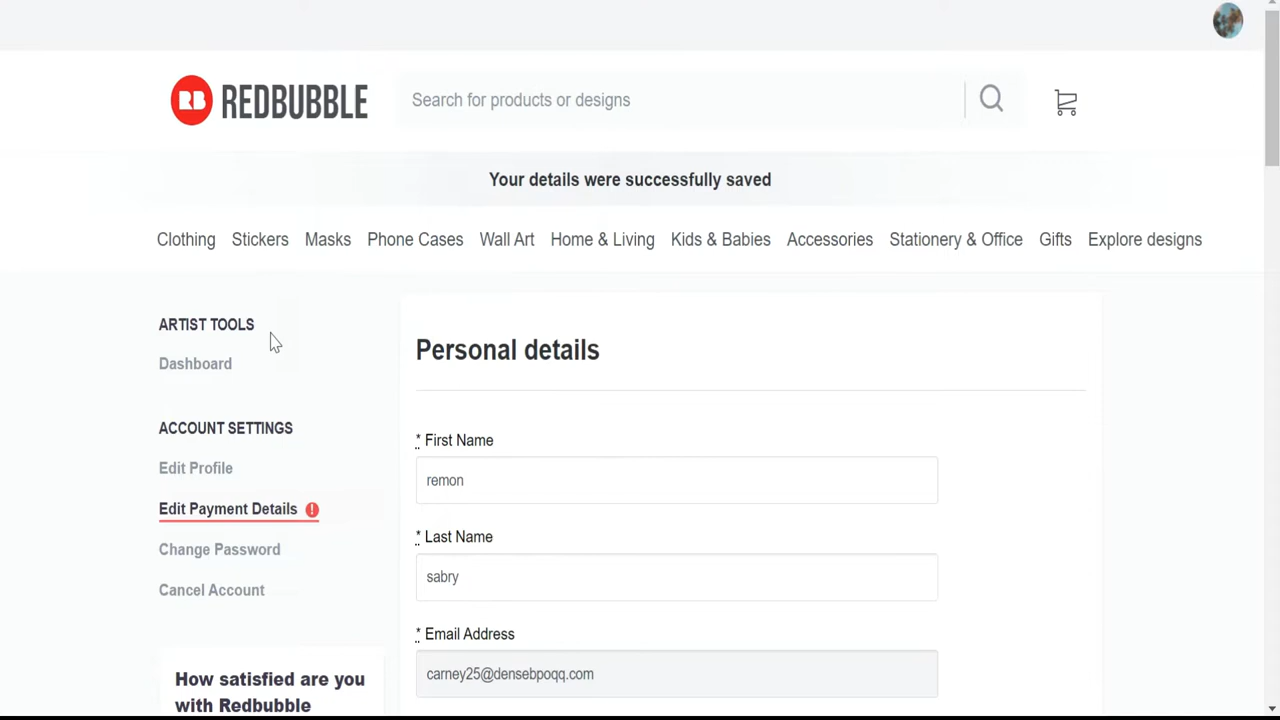 RB REDBUBBLE
Search for products or designs
Your details were successfully saved
Clothing Stickers Masks Phone Cases Wall Art Home & Living Kids & Babies Accessories Stationery & Office Gifts Explore designs
ARTIST TOOLS
Dashboard
ACCOUNT SETTINGS
Edit Profile
Edit Payment Details !
Change Password
Cancel Account
How satisfied are you
with Redbubble
Personal details
* First Name
remon
* Last Name
sabry
* Email Address
carney25@densebpoqq.com